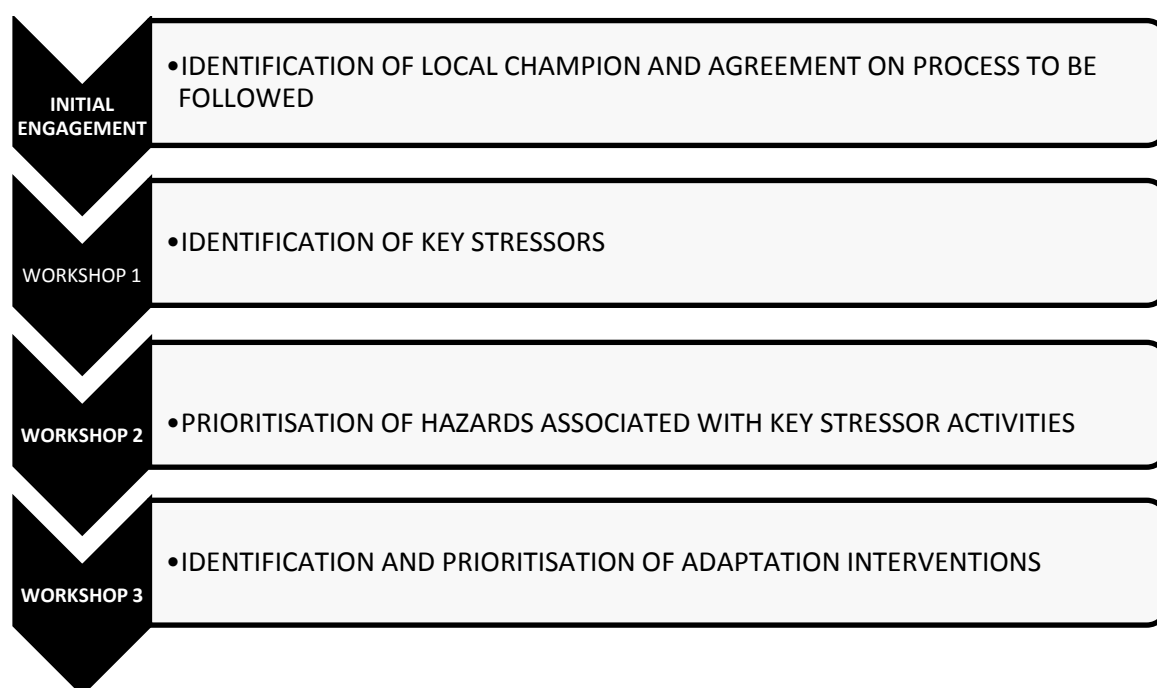 INITIAL
ENGAGEMENT
•IDENTIFICATION OF LOCAL CHAMPION AND AGREEMENT ON PROCESS TO BE
FOLLOWED
WORKSHOP 1
•IDENTIFICATION OF KEY STRESSORS
WORKSHOP 2
•PRIORITISATION OF HAZARDS ASSOCIATED WITH KEY STRESSOR ACTIVITIES
WORKSHOP 3
•IDENTIFICATION AND PRIORITISATION OF ADAPTATION INTERVENTIONS